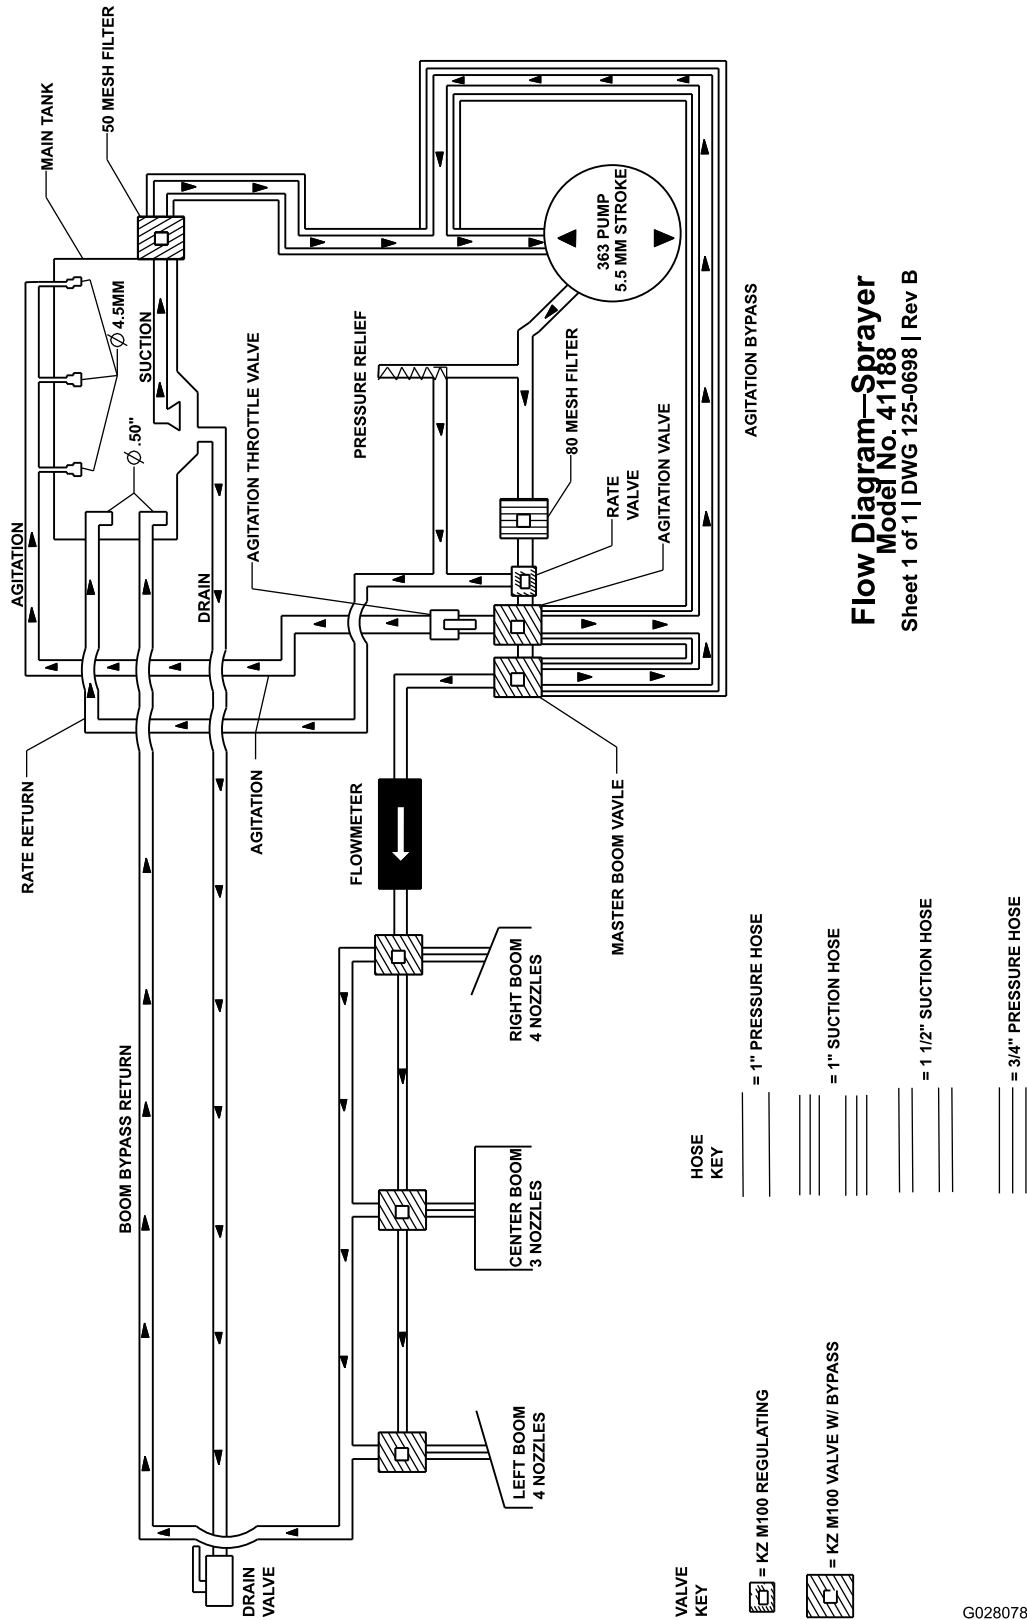 50 MESH FILTER
MAIN TANK
Ø 4.5MM
SUCTION
Ø .50"
AGITATION
DRAIN
AGITATION THROTTLE VALVE
PRESSURE RELIEF
363 PUMP
5.5 MM STROKE
80 MESH FILTER
RATE
VALVE
AGITATION VALVE
AGITATION BYPASS
RATE RETURN
AGITATION
FLOWMETER
MASTER BOOM VAVLE
BOOM BYPASS RETURN
RIGHT BOOM
4 NOZZLES
CENTER BOOM
3 NOZZLES
LEFT BOOM
4 NOZZLES
DRAIN
VALVE
Flow Diagram—Sprayer
Model No. 41188
Sheet 1 of 1 | DWG 125-0698 | Rev B
HOSE
KEY
= 1" PRESSURE HOSE
= 1" SUCTION HOSE
= 1 1/2" SUCTION HOSE
= 3/4" PRESSURE HOSE
VALVE
KEY
= KZ M100 REGULATING
= KZ M100 VALVE W/ BYPASS
G028078